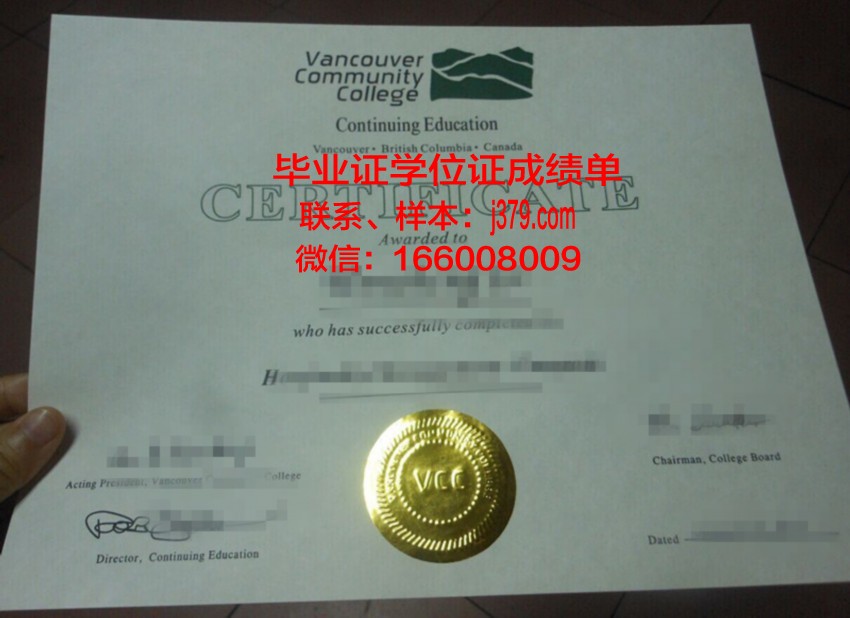 Vancouver
Community
College
Continuing Education
Vancouver • British Columbia • Canada
毕业证学位证成绩单
CERTIFICATE
联系、样本：j379.com
Awarded to
微信：166008009
who has successfully completed
VCC
Chairman, College Board
Acting President, Vancouver College
Director, Continuing Education
Dated